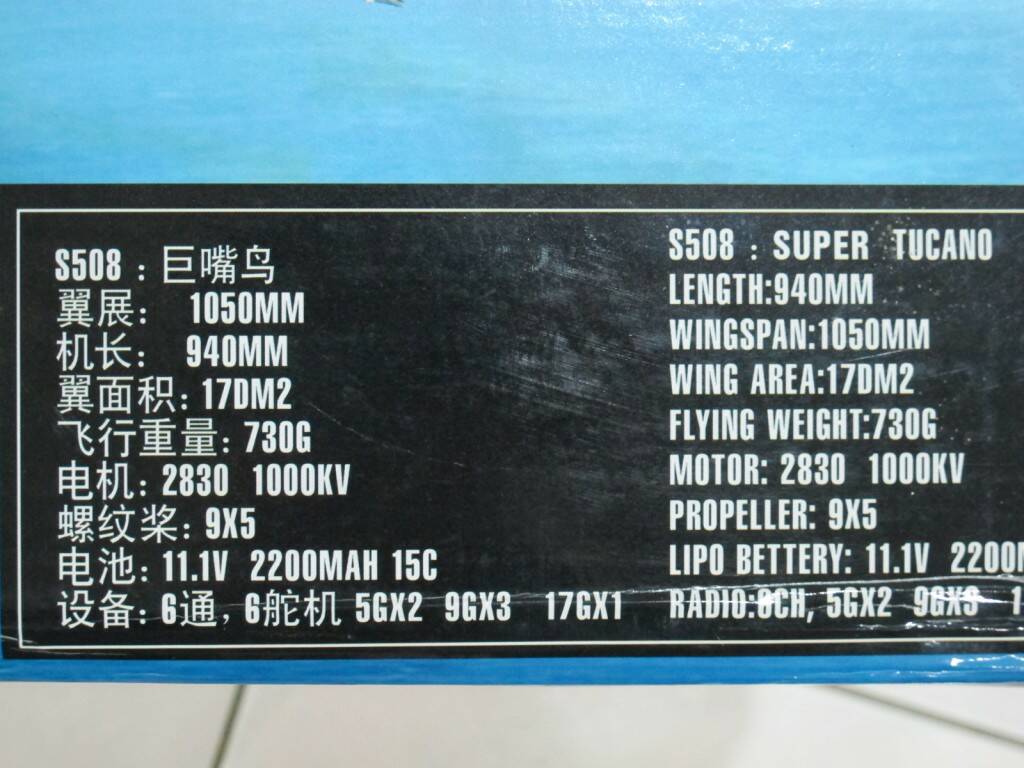 S508 : 巨嘴鸟
翼展: 1050MM
机长: 940MM
翼面积: 17DM2
飞行重量: 730G
电机: 2830 1000KV
螺纹桨: 9X5
电池: 11.1V 2200MAH 15C
设备: 6通, 6舵机 5GX2 9GX3 17GX1
S508 : SUPER TUCANO
LENGTH:940MM
WINGSPAN:1050MM
WING AREA:17DM2
FLYING WEIGHT:730G
MOTOR: 2830 1000KV
PROPELLER: 9X5
LIPO BETTERY: 11.1V 2200M
5GX2 9GX3